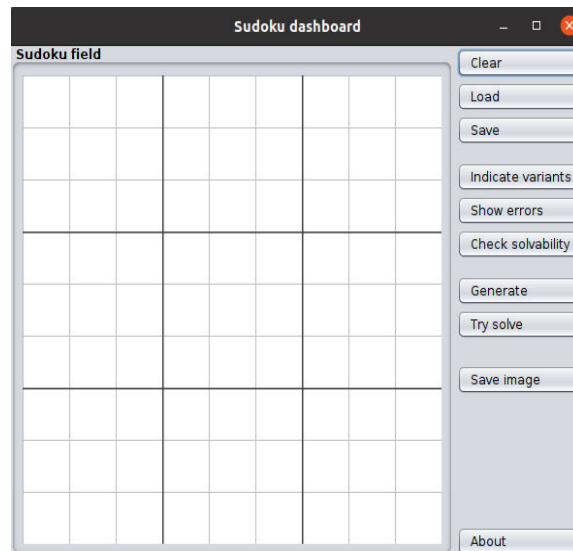 Sudoku dashboard
Sudoku field
Clear
Load
Save
Indicate variants
Show errors
Check solvability
Generate
Try solve
Save image
About